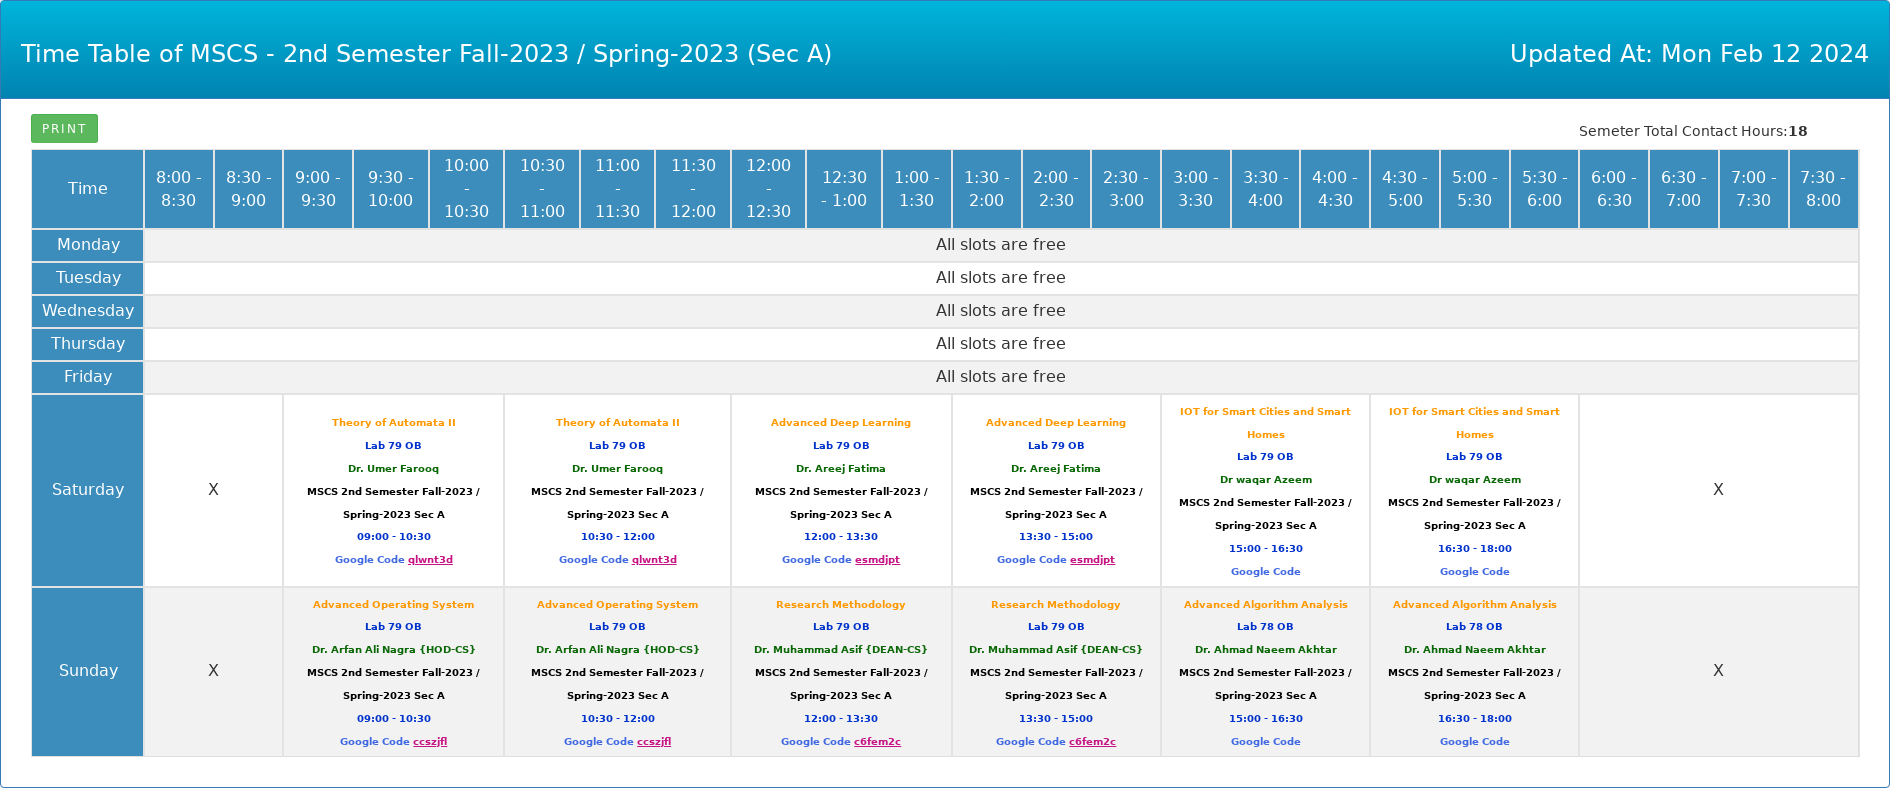 Time Table of MSCS - 2nd Semester Fall-2023 / Spring-2023 (Sec A)
Updated At: Mon Feb 12 2024
PRINT
Semeter Total Contact Hours:18
Time
8:00 - 8:30
8:30 - 9:00
9:00 - 9:30
9:30 - 10:00
10:00 - 10:30
10:30 - 11:00
11:00 - 11:30
11:30 - 12:00
12:00 - 12:30
12:30 - 1:00
1:00 - 1:30
1:30 - 2:00
2:00 - 2:30
2:30 - 3:00
3:00 - 3:30
3:30 - 4:00
4:00 - 4:30
4:30 - 5:00
5:00 - 5:30
5:30 - 6:00
6:00 - 6:30
6:30 - 7:00
7:00 - 7:30
7:30 - 8:00
Monday
All slots are free
Tuesday
All slots are free
Wednesday
All slots are free
Thursday
All slots are free
Friday
All slots are free
Saturday
X
Theory of Automata II
Lab 79 OB
Dr. Umer Farooq
MSCS 2nd Semester Fall-2023 /
Spring-2023 Sec A
09:00 - 10:30
Google Code qlwnt3d
Theory of Automata II
Lab 79 OB
Dr. Umer Farooq
MSCS 2nd Semester Fall-2023 /
Spring-2023 Sec A
10:30 - 12:00
Google Code qlwnt3d
Advanced Deep Learning
Lab 79 OB
Dr. Areej Fatima
MSCS 2nd Semester Fall-2023 /
Spring-2023 Sec A
12:00 - 13:30
Google Code esmdjpt
Advanced Deep Learning
Lab 79 OB
Dr. Areej Fatima
MSCS 2nd Semester Fall-2023 /
Spring-2023 Sec A
13:30 - 15:00
Google Code esmdjpt
IOT for Smart Cities and Smart
Homes
Lab 79 OB
Dr waqar Azeem
MSCS 2nd Semester Fall-2023 /
Spring-2023 Sec A
15:00 - 16:30
Google Code
IOT for Smart Cities and Smart
Homes
Lab 79 OB
Dr waqar Azeem
MSCS 2nd Semester Fall-2023 /
Spring-2023 Sec A
16:30 - 18:00
Google Code
X
Sunday
X
Advanced Operating System
Lab 79 OB
Dr. Arfan Ali Nagra {HOD-CS}
MSCS 2nd Semester Fall-2023 /
Spring-2023 Sec A
09:00 - 10:30
Google Code ccszjfl
Advanced Operating System
Lab 79 OB
Dr. Arfan Ali Nagra {HOD-CS}
MSCS 2nd Semester Fall-2023 /
Spring-2023 Sec A
10:30 - 12:00
Google Code ccszjfl
Research Methodology
Lab 79 OB
Dr. Muhammad Asif {DEAN-CS}
MSCS 2nd Semester Fall-2023 /
Spring-2023 Sec A
12:00 - 13:30
Google Code c6fem2c
Research Methodology
Lab 79 OB
Dr. Muhammad Asif {DEAN-CS}
MSCS 2nd Semester Fall-2023 /
Spring-2023 Sec A
13:30 - 15:00
Google Code c6fem2c
Advanced Algorithm Analysis
Lab 78 OB
Dr. Ahmad Naeem Akhtar
MSCS 2nd Semester Fall-2023 /
Spring-2023 Sec A
15:00 - 16:30
Google Code
Advanced Algorithm Analysis
Lab 78 OB
Dr. Ahmad Naeem Akhtar
MSCS 2nd Semester Fall-2023 /
Spring-2023 Sec A
16:30 - 18:00
Google Code
X